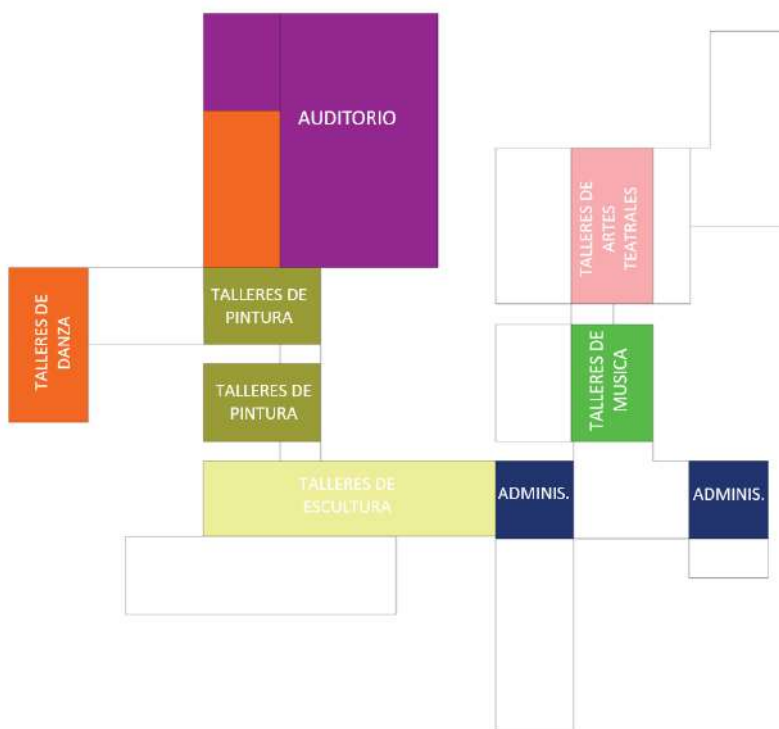 AUDITORIO
TALLERES DE
ARTES
TEATRALES
TALLERES DE
PINTURA
TALLERES DE
DANZA
TALLERES DE
MUSICA
TALLERES DE
PINTURA
TALLERES DE
ESCULTURA
ADMINIS.
ADMINIS.